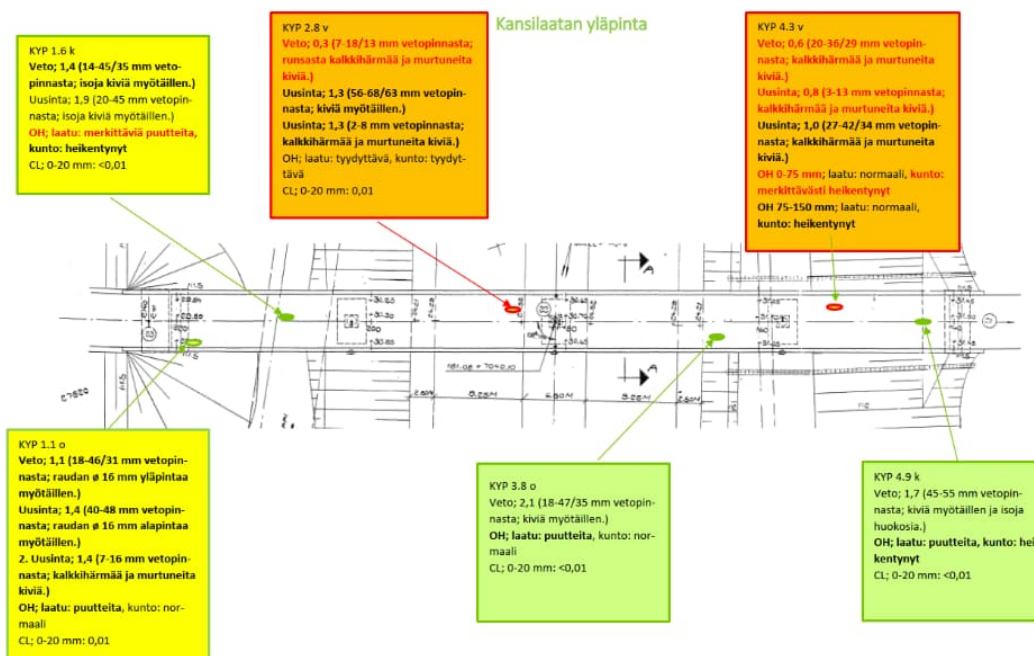 Kansilaatan yläpinta
KYP 1.6 k
Veto; 1,4 (14-45/35 mm veto-
pinnasta; isoja kiviä myötäillen.)
Uusinta; 1,9 (20-45 mm vetopin-
nasta; isoja kiviä myötäillen.)
OH; laatu: merkittäviä puutteita,
kunto: heikentynyt
CL; 0-20 mm: <0,01
KYP 2.8 v
Veto; 0,3 (7-18/13 mm vetopinnasta;
runsasta kalkkihärmää ja murtuneita
kiviä.)
Uusinta; 1,3 (56-68/63 mm vetopin-
nasta; kiviä myötäillen.)
Uusinta; 1,3 (2-8 mm vetopinnasta;
kalkkihärmää ja murtuneita kiviä.)
OH; laatu: tyydyttävä, kunto: tyydyt-
tävä
CL; 0-20 mm: 0,01
KYP 4.3 v
Veto; 0,6 (20-36/29 mm vetopin-
nasta; kalkkihärmää ja murtuneita
kiviä.)
Uusinta; 0,8 (3-13 mm vetopinnasta;
kalkkihärmää ja murtuneita kiviä.)
Uusinta; 1,0 (27-42/34 mm vetopin-
nasta; kalkkihärmää ja murtuneita
kiviä.)
OH 0-75 mm; laatu: normaali, kunto:
merkittävästi heikentynyt
OH 75-150 mm; laatu: normaali,
kunto: heikentynyt
A
A
KYP 1.1 o
Veto; 1,1 (18-46/31 mm vetopin-
nasta; raudan ø 16 mm yläpintaa
myötäillen.)
Uusinta; 1,4 (40-48 mm vetopin-
nasta; raudan ø 16 mm alapintaa
myötäillen.)
2. Uusinta; 1,4 (7-16 mm vetopin-
nasta; kalkkihärmää ja murtuneita
kiviä.)
OH; laatu: puutteita, kunto: nor-
maali
CL; 0-20 mm: 0,01
KYP 3.8 o
Veto; 2,1 (18-47/35 mm vetopin-
nasta; kiviä myötäillen.)
OH; laatu: puutteita, kunto: nor-
maali
CL; 0-20 mm: <0,01
KYP 4.9 k
Veto; 1,7 (45-55 mm vetopin-
nasta; kiviä myötäillen ja isoja
huokosia.)
OH; laatu: puutteita, kunto: hei-
kentynyt
CL; 0-20 mm: <0,01